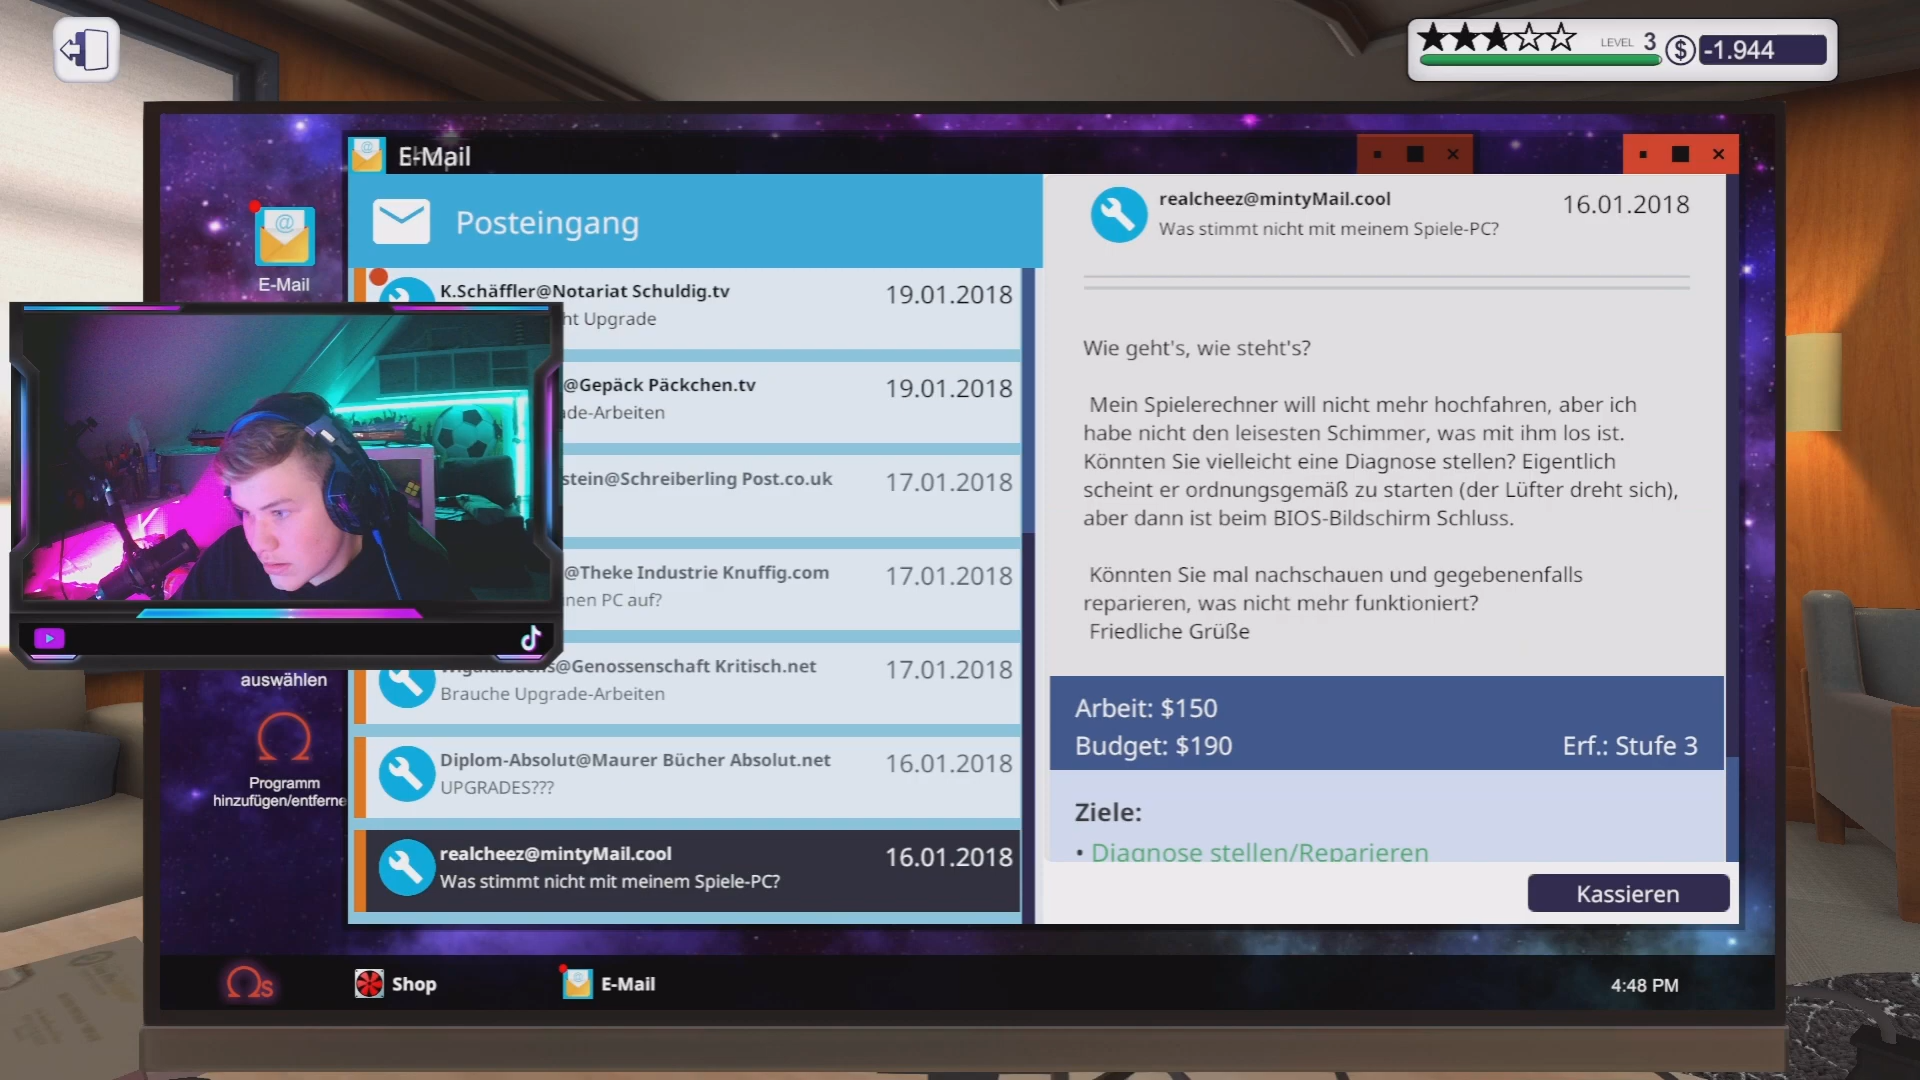 LEVEL 3
$ -1.944
E-Mail
Posteingang
E-Mail
K.Schäffler@Notariat Schuldig.tv
19.01.2018
ht Upgrade
@Gepäck Päckchen.tv
19.01.2018
ade-Arbeiten
stein@Schreiberling Post.co.uk
17.01.2018
@Theke Industrie Knuffig.com
17.01.2018
nen PC auf?
@Genossenschaft Kritisch.net
17.01.2018
Brauche Upgrade-Arbeiten
Diplom-Absolut@Maurer Bücher Absolut.net
16.01.2018
UPGRADES???
realcheez@mintyMail.cool
16.01.2018
Was stimmt nicht mit meinem Spiele-PC?
auswählen
Programm
hinzufügen/entferne
realcheez@mintyMail.cool
16.01.2018
Was stimmt nicht mit meinem Spiele-PC?
Wie geht's, wie steht's?
Mein Spielerechner will nicht mehr hochfahren, aber ich
habe nicht den leisesten Schimmer, was mit ihm los ist.
Könnten Sie vielleicht eine Diagnose stellen? Eigentlich
scheint er ordnungsgemäß zu starten (der Lüfter dreht sich),
aber dann ist beim BIOS-Bildschirm Schluss.
Könnten Sie mal nachschauen und gegebenenfalls
reparieren, was nicht mehr funktioniert?
Friedliche Grüße
Arbeit: $150
Budget: $190
Erf.: Stufe 3
Ziele:
• Diagnose stellen/Reparieren
Kassieren
Ωs
Shop
E-Mail
4:48 PM